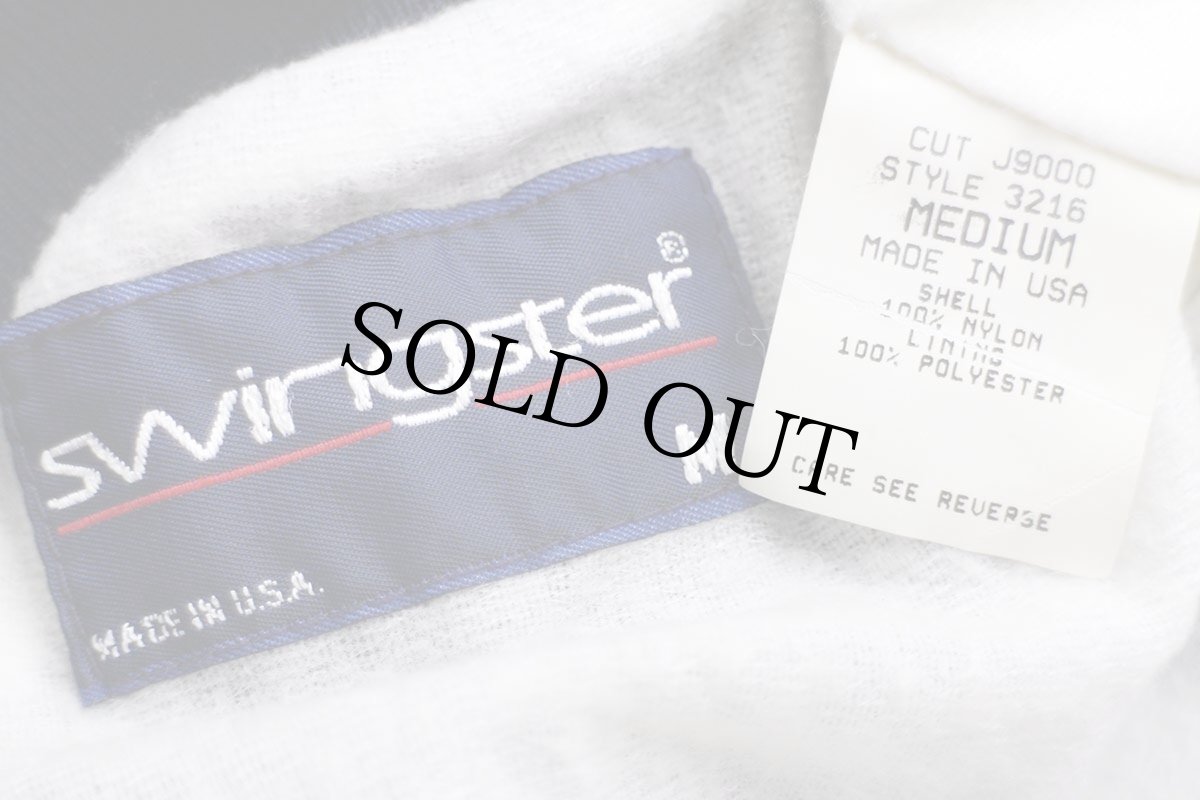 swingster®
M
MADE IN U.S.A.
CUT J9000
STYLE 3216
MEDIUM
MADE IN USA
SHELL
100% NYLON
LINING
100% POLYESTER
CARE SEE REVERSE
SOLD OUT